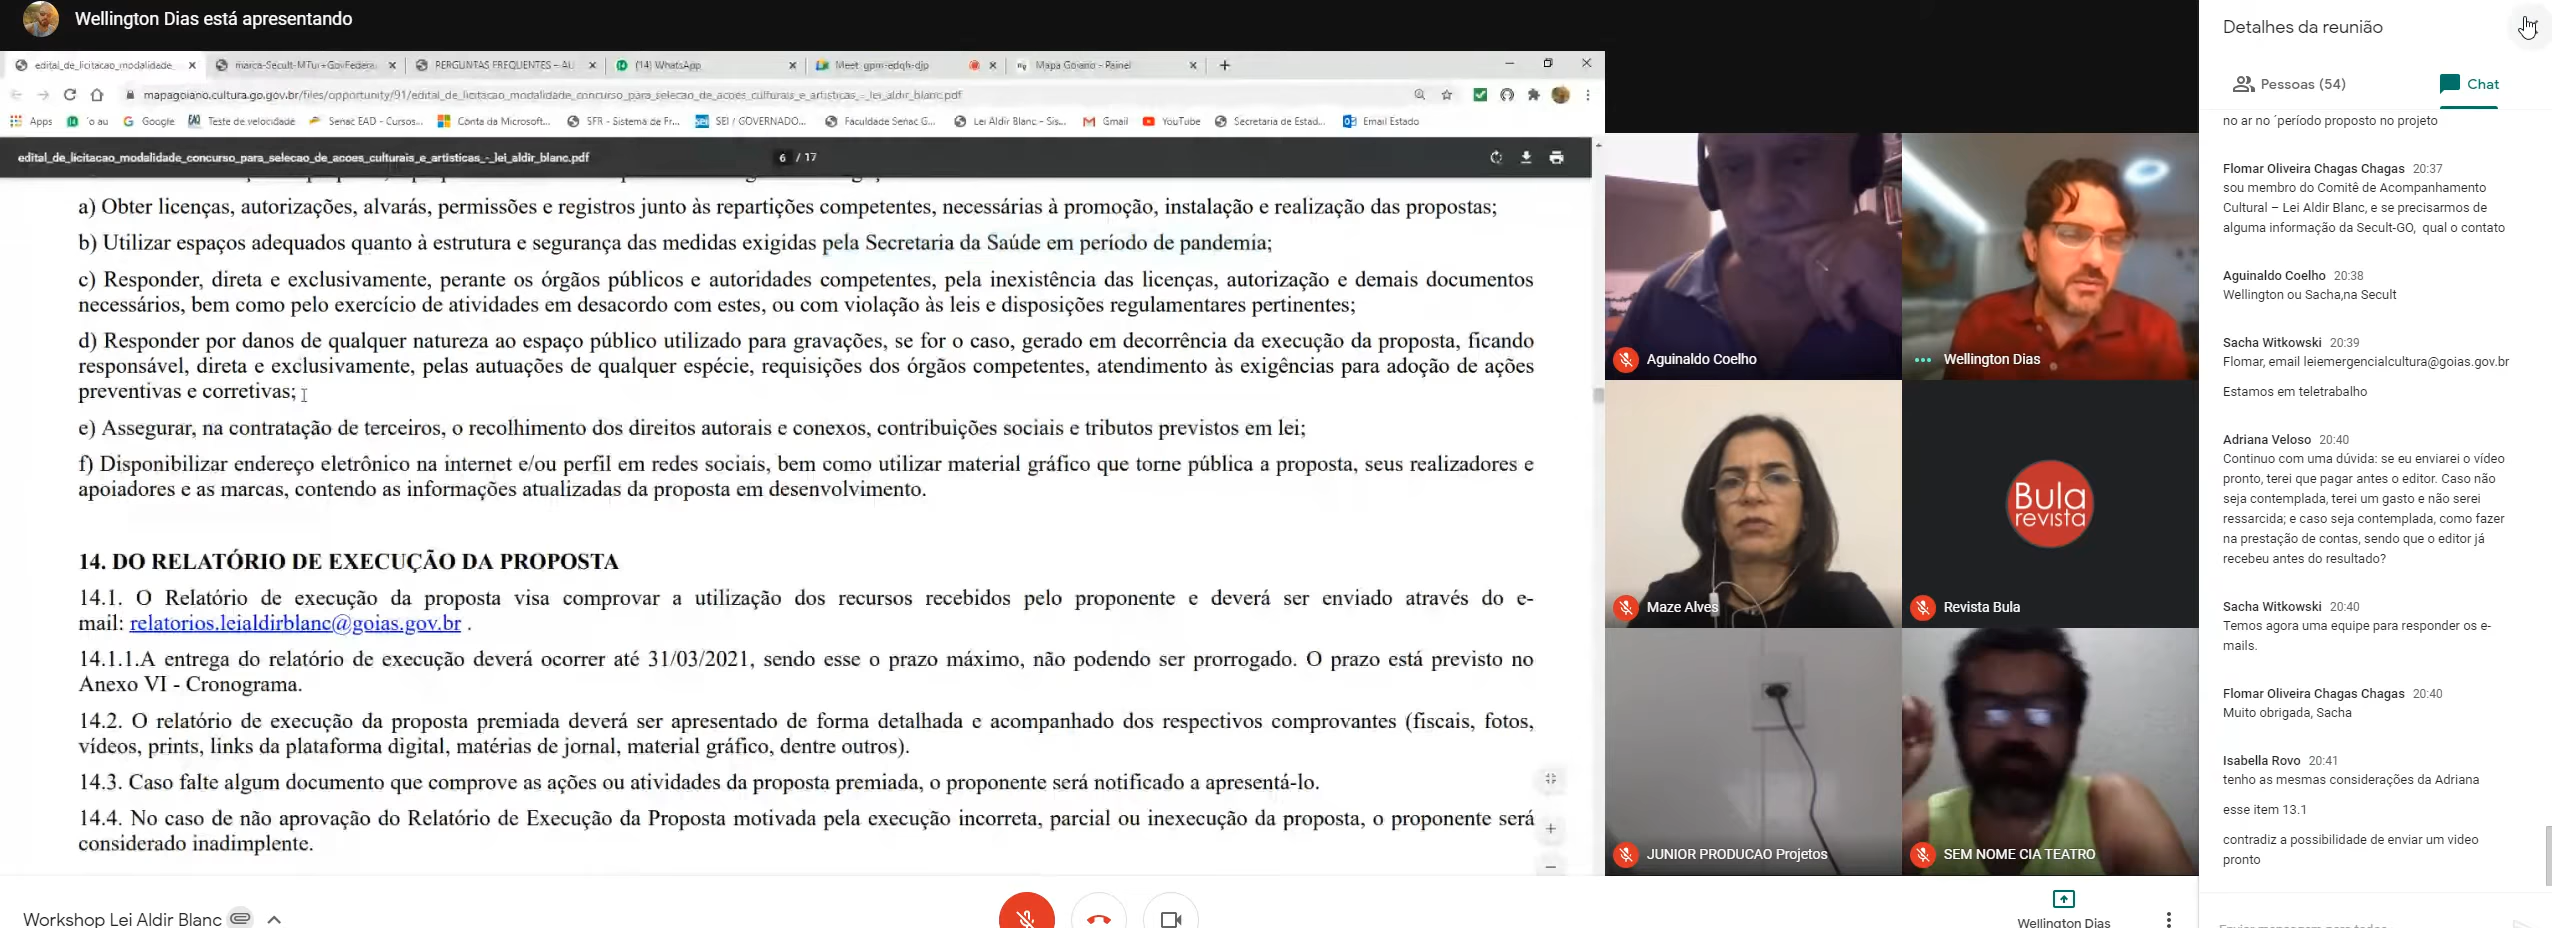 Wellington Dias está apresentando
edital_de_licitacao_modalidade_
marca-Secult-MTur+GovFedera
PERGUNTAS FREQUENTES – AU
(14) WhatsApp
Meet: gpm-edqh-djp
Mapa Goiano - Painel
mapagoiano.cultura.go.gov.br/files/opportunity/91/edital_de_licitacao_modalidade_concurso_para_selecao_de_acoes_culturais_e_artisticas_-_lei_aldir_blanc.pdf
Apps
Google
Teste de velocidade
Senac EAD - Cursos...
Conta da Microsoft...
SFR - Sistema de Fr...
SEI / GOVERNADO...
Faculdade Senac G...
Lei Aldir Blanc – Sis...
Gmail
YouTube
Secretaria de Estad...
Email Estado
edital_de_licitacao_modalidade_concurso_para_selecao_de_acoes_culturais_e_artisticas_-_lei_aldir_blanc.pdf
6 / 17
a) Obter licenças, autorizações, alvarás, permissões e registros junto às repartições competentes, necessárias à promoção, instalação e realização das propostas;
b) Utilizar espaços adequados quanto à estrutura e segurança das medidas exigidas pela Secretaria da Saúde em período de pandemia;
c) Responder, direta e exclusivamente, perante os órgãos públicos e autoridades competentes, pela inexistência das licenças, autorização e demais documentos
necessários, bem como pelo exercício de atividades em desacordo com estes, ou com violação às leis e disposições regulamentares pertinentes;
d) Responder por danos de qualquer natureza ao espaço público utilizado para gravações, se for o caso, gerado em decorrência da execução da proposta, ficando
responsável, direta e exclusivamente, pelas autuações de qualquer espécie, requisições dos órgãos competentes, atendimento às exigências para adoção de ações
preventivas e corretivas;
e) Assegurar, na contratação de terceiros, o recolhimento dos direitos autorais e conexos, contribuições sociais e tributos previstos em lei;
f) Disponibilizar endereço eletrônico na internet e/ou perfil em redes sociais, bem como utilizar material gráfico que torne pública a proposta, seus realizadores e
apoiadores e as marcas, contendo as informações atualizadas da proposta em desenvolvimento.
14. DO RELATÓRIO DE EXECUÇÃO DA PROPOSTA
14.1. O Relatório de execução da proposta visa comprovar a utilização dos recursos recebidos pelo proponente e deverá ser enviado através do e-
mail: relatorios.leialdirblanc@goias.gov.br .
14.1.1.A entrega do relatório de execução deverá ocorrer até 31/03/2021, sendo esse o prazo máximo, não podendo ser prorrogado. O prazo está previsto no
Anexo VI - Cronograma.
14.2. O relatório de execução da proposta premiada deverá ser apresentado de forma detalhada e acompanhado dos respectivos comprovantes (fiscais, fotos,
vídeos, prints, links da plataforma digital, matérias de jornal, material gráfico, dentre outros).
14.3. Caso falte algum documento que comprove as ações ou atividades da proposta premiada, o proponente será notificado a apresentá-lo.
14.4. No caso de não aprovação do Relatório de Execução da Proposta motivada pela execução incorreta, parcial ou inexecução da proposta, o proponente será
considerado inadimplente.
Workshop Lei Aldir Blanc
Aguinaldo Coelho
Wellington Dias
Maze Alves
Bula
revista
Revista Bula
JUNIOR PRODUCAO Projetos
SEM NOME CIA TEATRO
Wellington Dias
Detalhes da reunião
Pessoas (54)
Chat
no ar no ´período proposto no projeto
Flomar Oliveira Chagas Chagas 20:37
sou membro do Comitê de Acompanhamento
Cultural – Lei Aldir Blanc, e se precisarmos de
alguma informação da Secult-GO, qual o contato
Aguinaldo Coelho 20:38
Wellington ou Sacha,na Secult
Sacha Witkowski 20:39
Flomar, email leiemergencialcultura@goias.gov.br
Estamos em teletrabalho
Adriana Veloso 20:40
Continuo com uma dúvida: se eu enviarei o vídeo
pronto, terei que pagar antes o editor. Caso não
seja contemplada, terei um gasto e não serei
ressarcida; e caso seja contemplada, como fazer
na prestação de contas, sendo que o editor já
recebeu antes do resultado?
Sacha Witkowski 20:40
Temos agora uma equipe para responder os e-
mails.
Flomar Oliveira Chagas Chagas 20:40
Muito obrigada, Sacha
Isabella Rovo 20:41
tenho as mesmas considerações da Adriana
esse item 13.1
contradiz a possibilidade de enviar um video
pronto